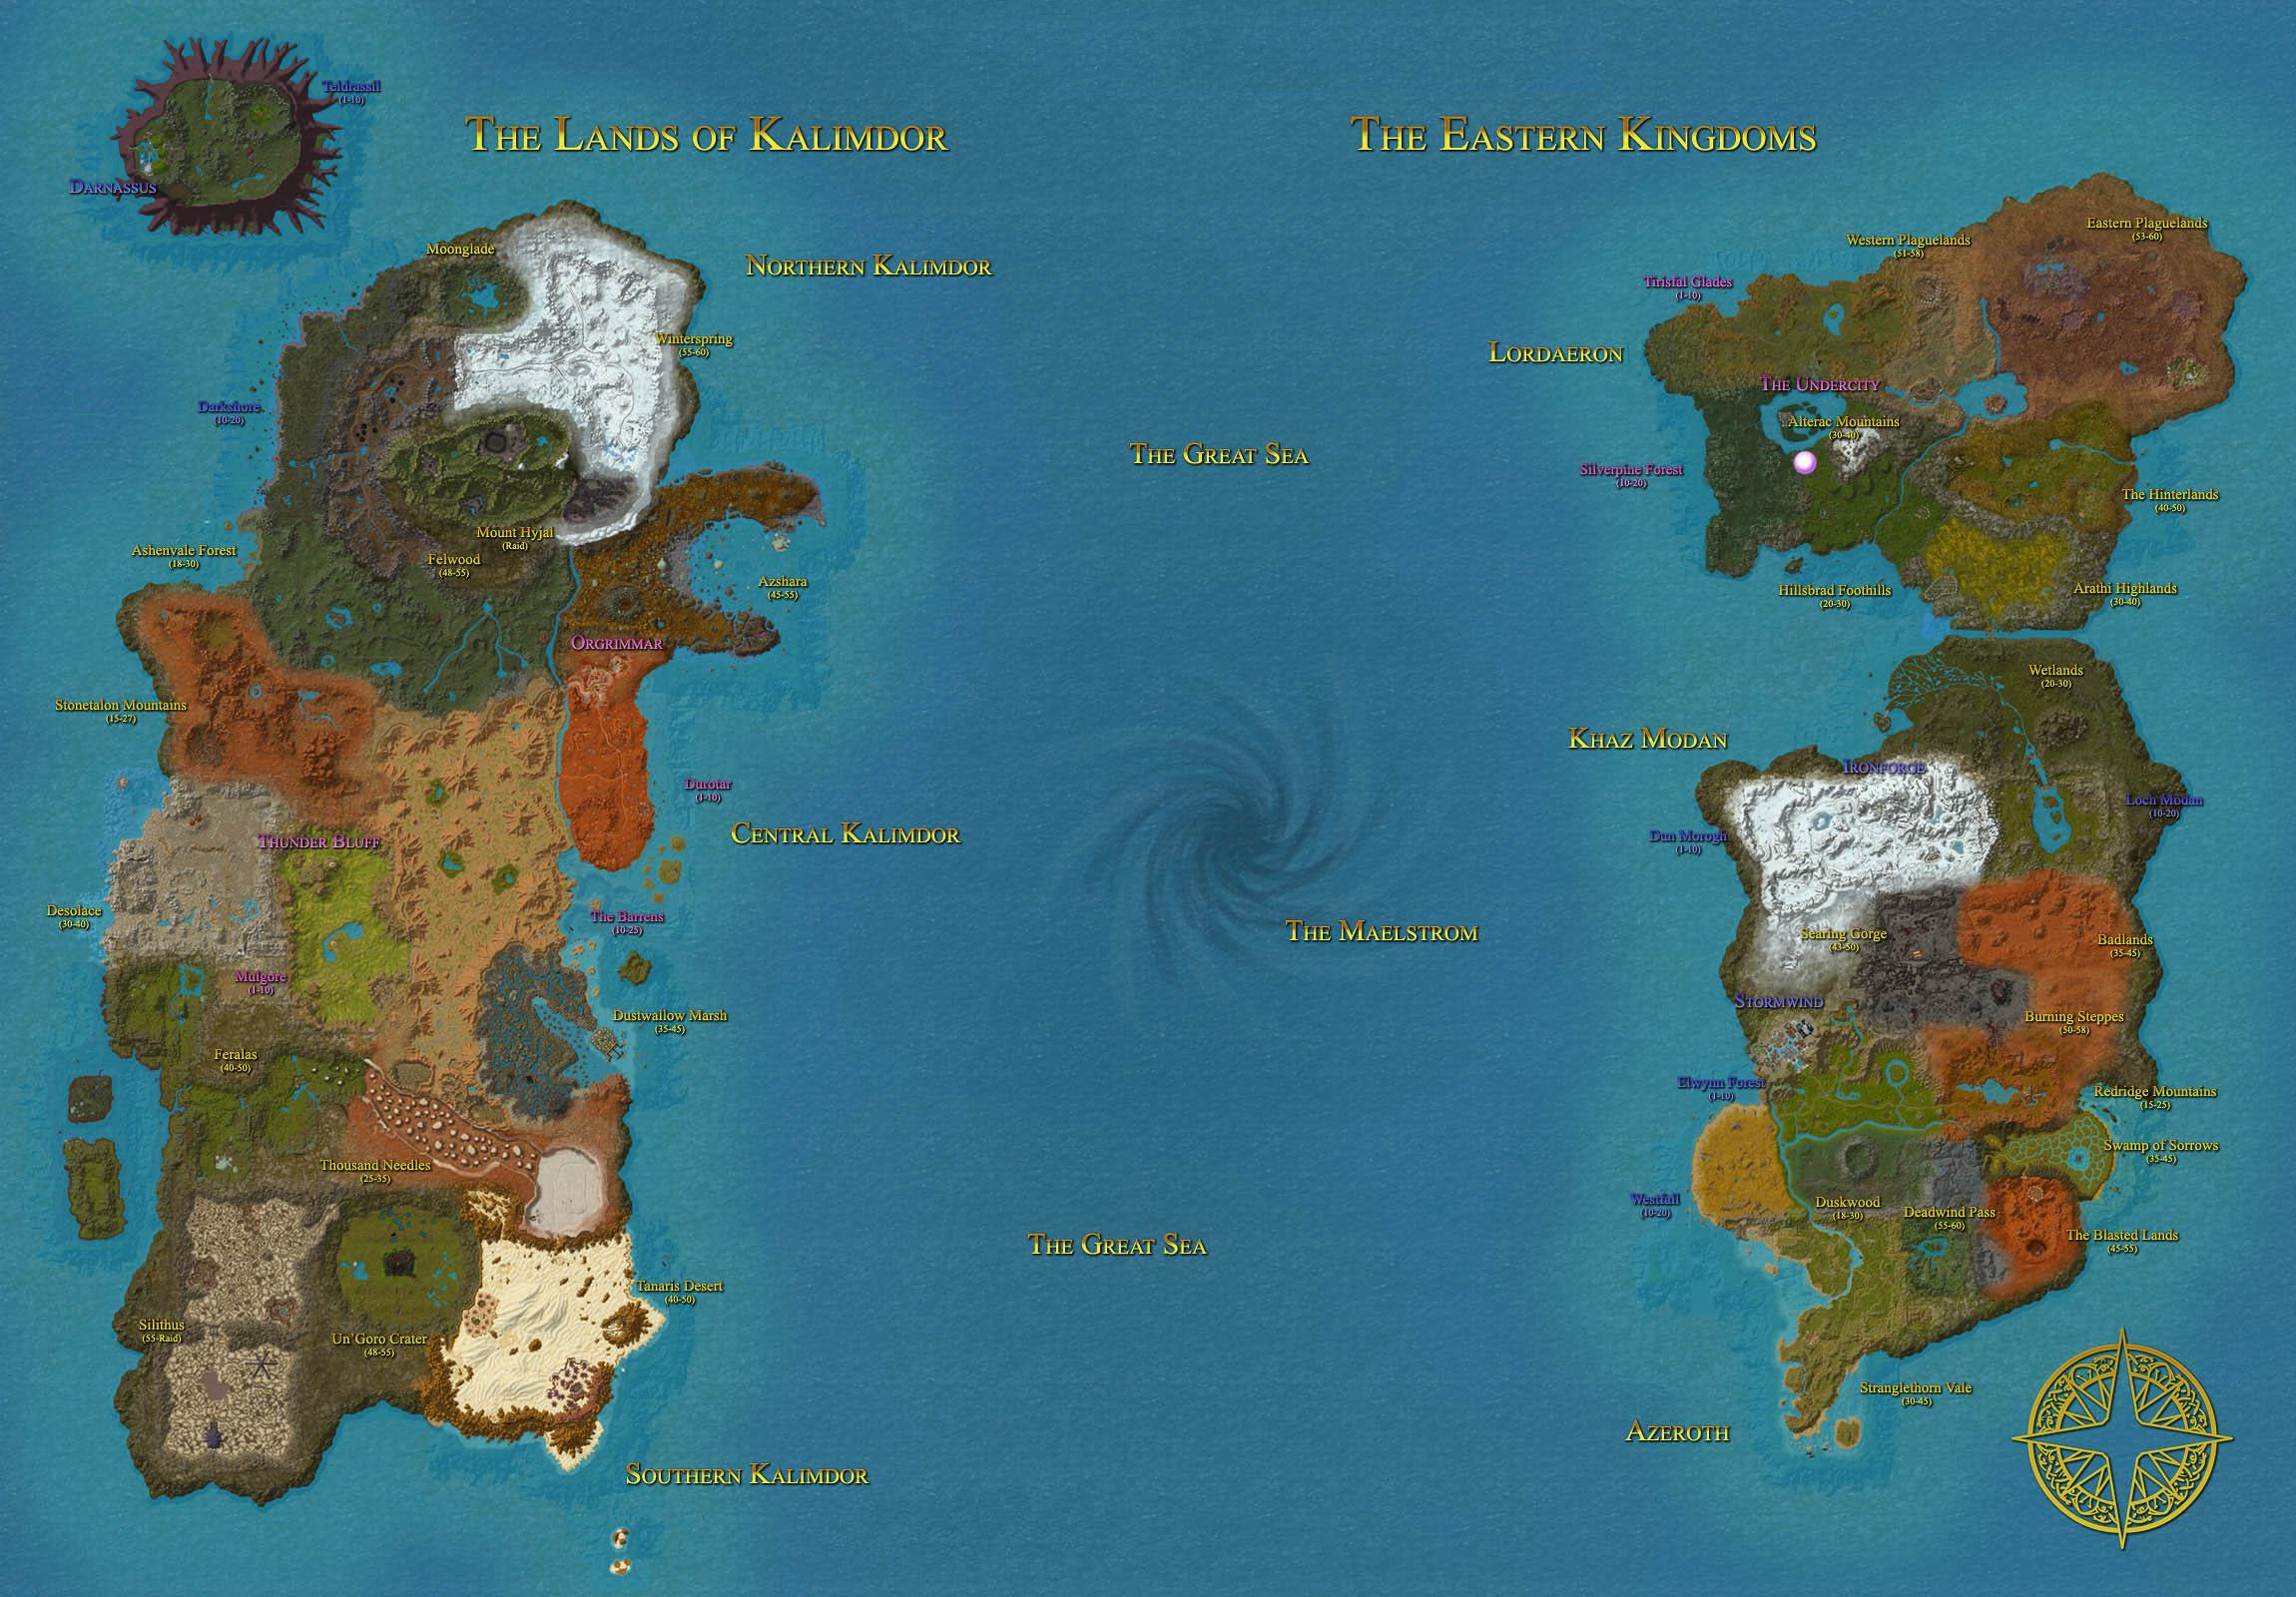 Teldrassil
(1-10)
The Lands of Kalimdor
The Eastern Kingdoms
Darnassus
Moonglade
Northern Kalimdor
Winterspring
(55-60)
Darkshore
(10-20)
Mount Hyjal
(Raid)
Felwood
(48-55)
Ashenvale Forest
(18-30)
Azshara
(45-55)
Orgrimmar
Stonetalon Mountains
(15-27)
Durotar
(1-10)
Central Kalimdor
Thunder Bluff
Desolace
(30-40)
The Barrens
(10-25)
Mulgore
(1-10)
Dustwallow Marsh
(35-45)
Feralas
(40-50)
Thousand Needles
(25-35)
Tanaris Desert
(40-50)
Silithus
(55-Raid)
Un'Goro Crater
(48-55)
Southern Kalimdor
The Great Sea
The Maelstrom
The Great Sea
Eastern Plaguelands
(53-60)
Western Plaguelands
(51-58)
Tirisfal Glades
(1-10)
Lordaeron
The Undercity
Alterac Mountains
(30-40)
Silverpine Forest
(10-20)
The Hinterlands
(40-50)
Hillsbrad Foothills
(20-30)
Arathi Highlands
(30-40)
Wetlands
(20-30)
Khaz Modan
Ironforge
Loch Modan
(10-20)
Dun Morogh
(1-10)
Searing Gorge
(43-50)
Badlands
(35-45)
Stormwind
Burning Steppes
(50-58)
Elwynn Forest
(1-10)
Redridge Mountains
(15-25)
Swamp of Sorrows
(35-45)
Westfall
(10-20)
Duskwood
(18-30)
Deadwind Pass
(55-60)
The Blasted Lands
(45-55)
Stranglethorn Vale
(30-45)
Azeroth